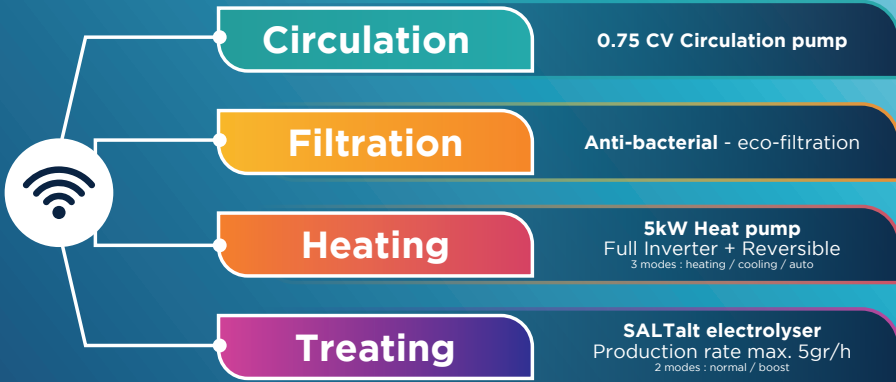 Circulation
0.75 CV Circulation pump
Filtration
Anti-bacterial - eco-filtration
Heating
5kW Heat pump
Full Inverter + Reversible
3 modes : heating / cooling / auto
Treating
SALTalt electrolyser
Production rate max. 5gr/h
2 modes : normal / boost